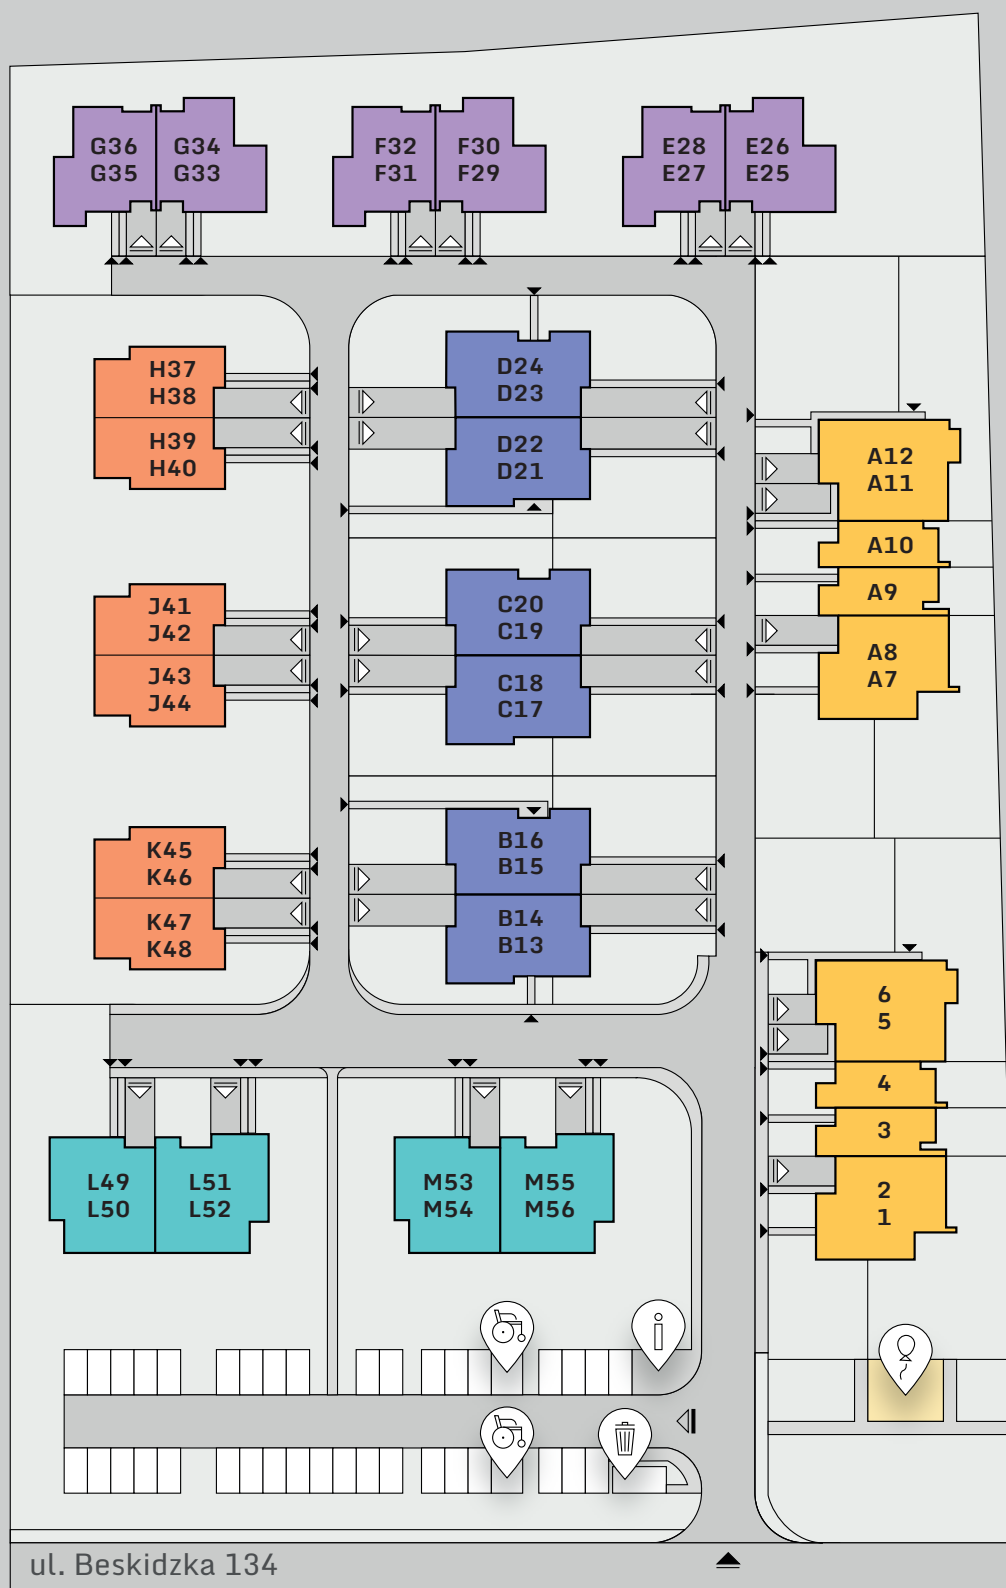 G36
G35
G34
G33
F32
F31
F30
F29
E28
E27
E26
E25
H37
H38
H39
H40
D24
D23
D22
D21
A12
A11
A10
A9
A8
A7
J41
J42
J43
J44
C20
C19
C18
C17
K45
K46
K47
K48
B16
B15
B14
B13
6
5
4
3
2
1
L49
L50
L51
L52
M53
M54
M55
M56
i
ul. Beskidzka 134